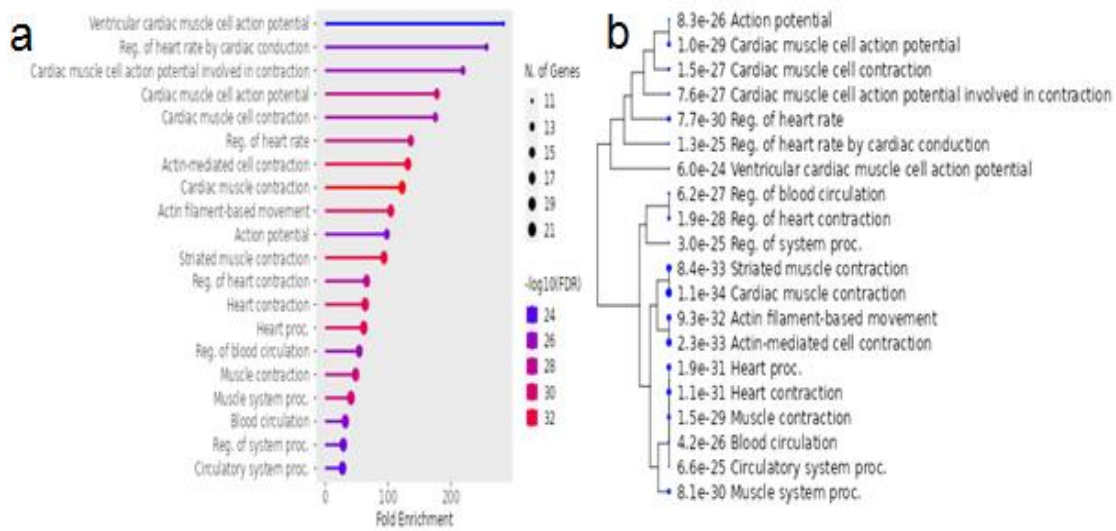 a
Ventricular cardiac muscle cell action potential
Reg. of heart rate by cardiac conduction
Cardiac muscle cell action potential involved in contraction
Cardiac muscle cell action potential
Cardiac muscle cell contraction
Reg. of heart rate
Actin-mediated cell contraction
Cardiac muscle contraction
Actin filament-based movement
Action potential
Striated muscle contraction
Reg. of heart contraction
Heart contraction
Heart proc.
Reg. of blood circulation
Muscle contraction
Muscle system proc.
Blood circulation
Reg. of system proc.
Circulatory system proc.
0 100 200
Fold Enrichment
N. of Genes
11
13
15
17
19
21
-log10(FDR)
24
26
28
30
32
b
8.3e-26 Action potential
1.0e-29 Cardiac muscle cell action potential
1.5e-27 Cardiac muscle cell contraction
7.6e-27 Cardiac muscle cell action potential involved in contraction
7.7e-30 Reg. of heart rate
1.3e-25 Reg. of heart rate by cardiac conduction
6.0e-24 Ventricular cardiac muscle cell action potential
6.2e-27 Reg. of blood circulation
1.9e-28 Reg. of heart contraction
3.0e-25 Reg. of system proc.
8.4e-33 Striated muscle contraction
1.1e-34 Cardiac muscle contraction
9.3e-32 Actin filament-based movement
2.3e-33 Actin-mediated cell contraction
1.9e-31 Heart proc.
1.1e-31 Heart contraction
1.5e-29 Muscle contraction
4.2e-26 Blood circulation
6.6e-25 Circulatory system proc.
8.1e-30 Muscle system proc.